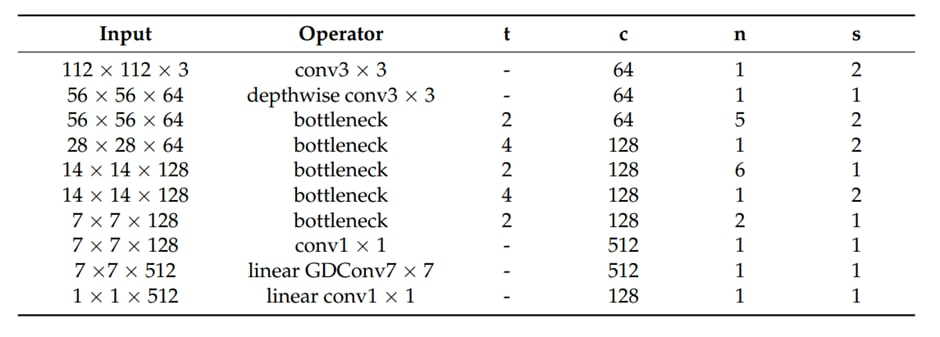 Input Operator t c n s
112 × 112 × 3 conv3 × 3 - 64 1 2
56 × 56 × 64 depthwise conv3 × 3 - 64 1 1
56 × 56 × 64 bottleneck 2 64 5 2
28 × 28 × 64 bottleneck 4 128 1 2
14 × 14 × 128 bottleneck 2 128 6 1
14 × 14 × 128 bottleneck 4 128 1 2
7 × 7 × 128 bottleneck 2 128 2 1
7 × 7 × 128 conv1 × 1 - 512 1 1
7 ×7 × 512 linear GDConv7 × 7 - 512 1 1
1 × 1 × 512 linear conv1 × 1 - 128 1 1